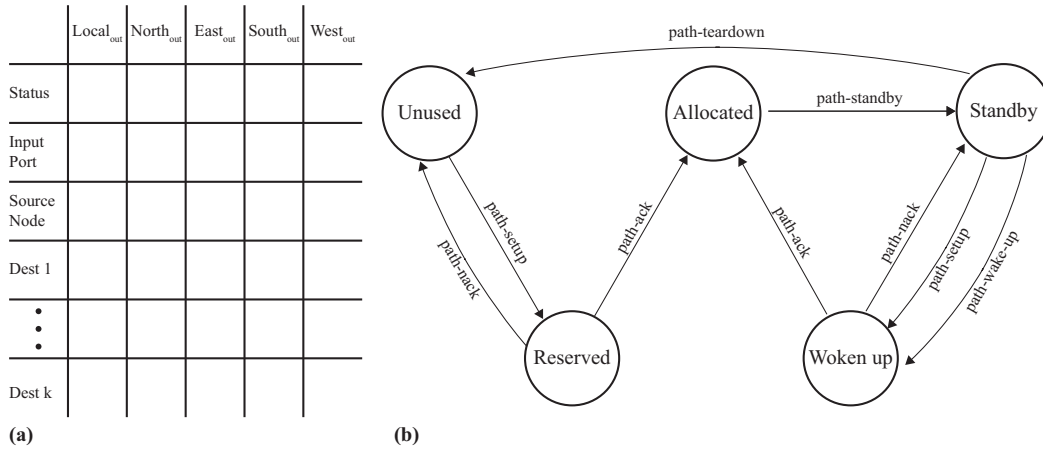 Local_out North_out East_out South_out West_out
Status
Input
Port
Source
Node
Dest 1
Dest k
(a)
path-teardown
Unused
Allocated
path-standby
Standby
path-setup
path-nack
path-ack
path-ack
path-nack
path-setup
path-wake-up
Reserved
Woken up
(b)